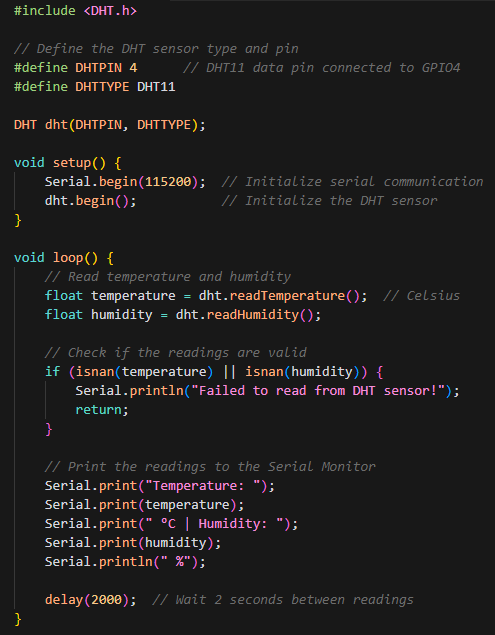 #include <DHT.h>

// Define the DHT sensor type and pin
#define DHTPIN 4      // DHT11 data pin connected to GPIO4
#define DHTTYPE DHT11

DHT dht(DHTPIN, DHTTYPE);

void setup() {
    Serial.begin(115200);  // Initialize serial communication
    dht.begin();           // Initialize the DHT sensor
}

void loop() {
    // Read temperature and humidity
    float temperature = dht.readTemperature();  // Celsius
    float humidity = dht.readHumidity();

    // Check if the readings are valid
    if (isnan(temperature) || isnan(humidity)) {
        Serial.println("Failed to read from DHT sensor!");
        return;
    }

    // Print the readings to the Serial Monitor
    Serial.print("Temperature: ");
    Serial.print(temperature);
    Serial.print(" ºC | Humidity: ");
    Serial.print(humidity);
    Serial.println(" %");

    delay(2000);  // Wait 2 seconds between readings
}